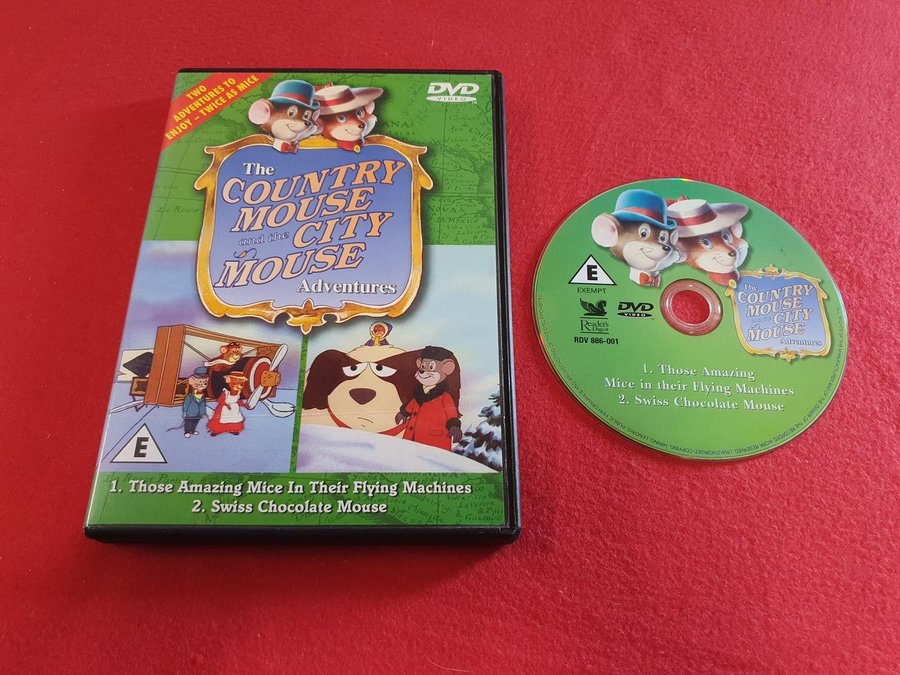 TWO
ADVENTURES TO
ENJOY - TWICE AS MICE
DVD
VIDEO
The
COUNTRY
MOUSE
and the
CITY
MOUSE
Adventures
E
1. Those Amazing Mice In Their Flying Machines
2. Swiss Chocolate Mouse
E
EXEMPT
Reader's
Digest
DVD
VIDEO
RDV 886-001
The
COUNTRY
MOUSE
and the
CITY
MOUSE
Adventures
1. Those Amazing
Mice in their Flying Machines
2. Swiss Chocolate Mouse